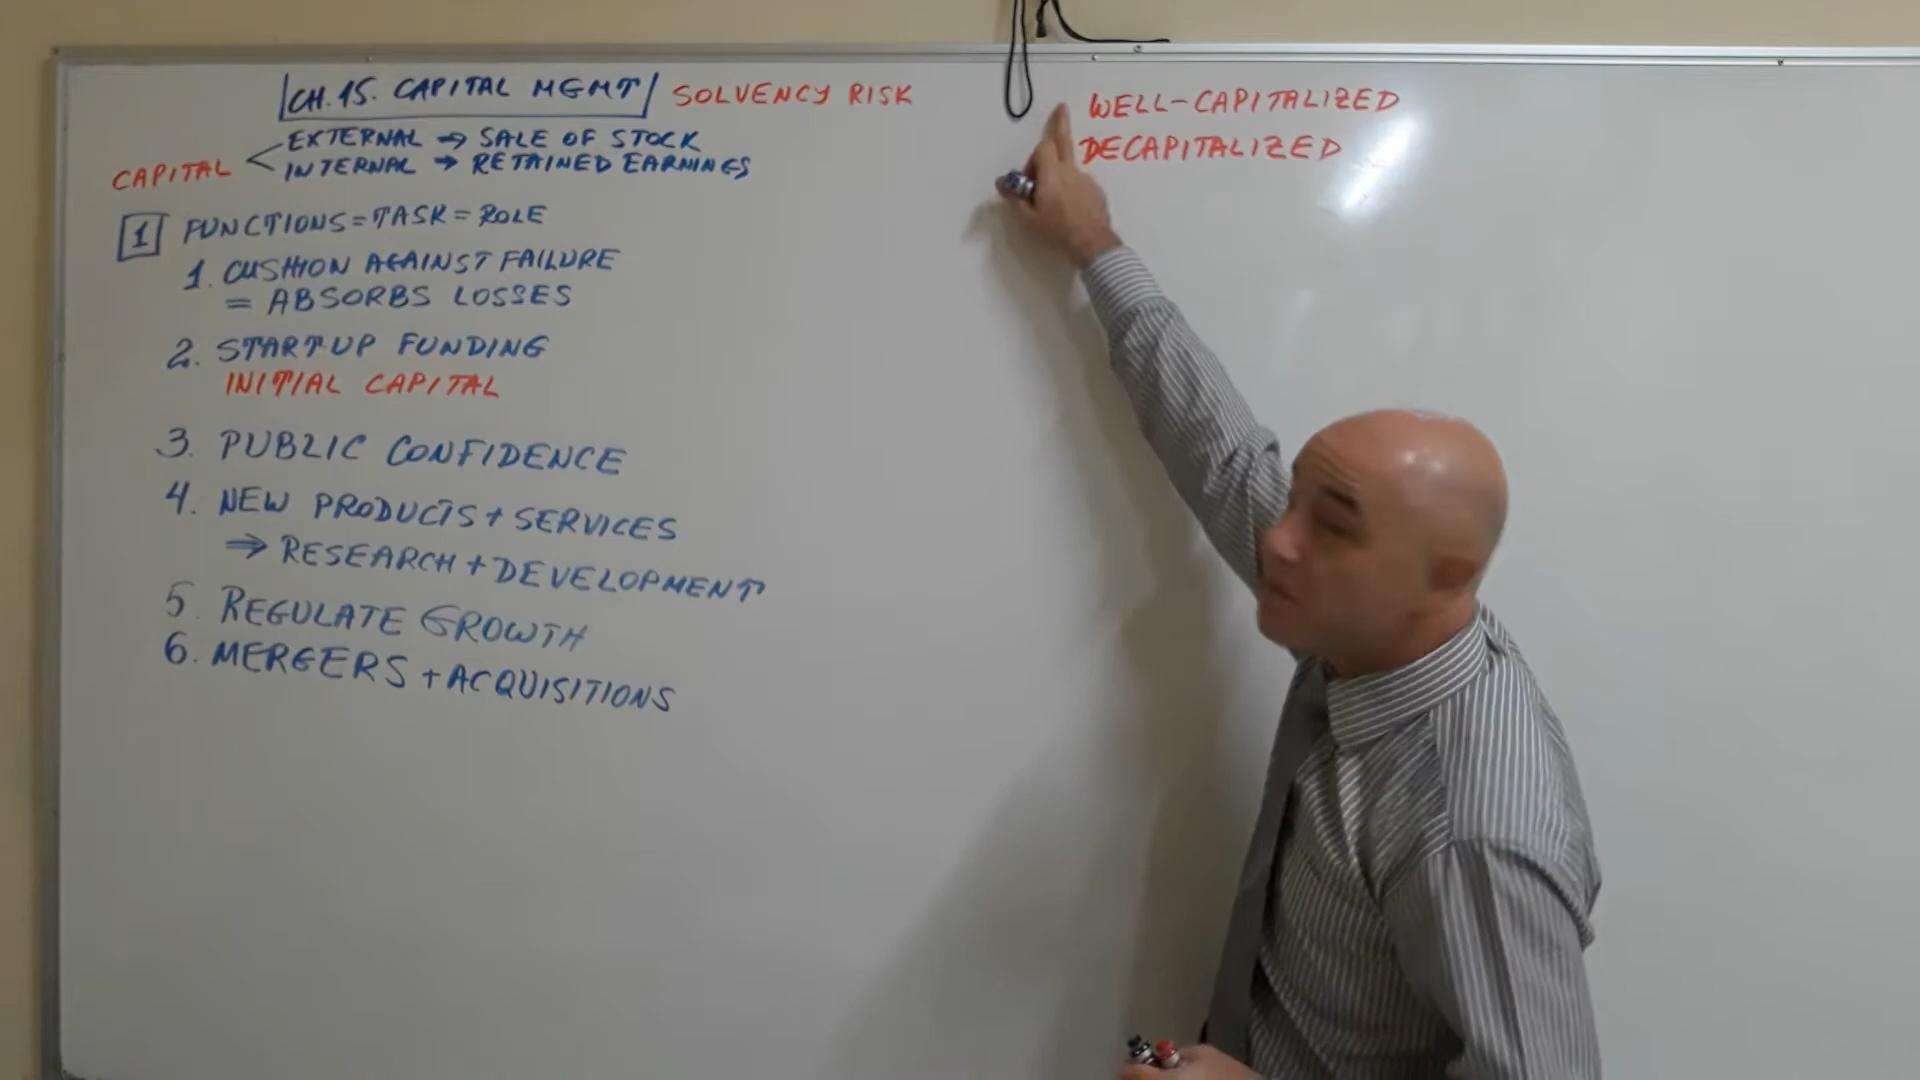 CH.15. CAPITAL MGMT SOLVENCY RISK
CAPITAL
EXTERNAL → SALE OF STOCK
INTERNAL → RETAINED EARNINGS
1 FUNCTIONS = TASK = ROLE
1. CUSHION AGAINST FAILURE
= ABSORBS LOSSES
2. START-UP FUNDING
INITIAL CAPITAL
3. PUBLIC CONFIDENCE
4. NEW PRODUCTS + SERVICES
⇒ RESEARCH + DEVELOPMENT
5. REGULATE GROWTH
6. MERGERS + ACQUISITIONS
WELL-CAPITALIZED
DECAPITALIZED